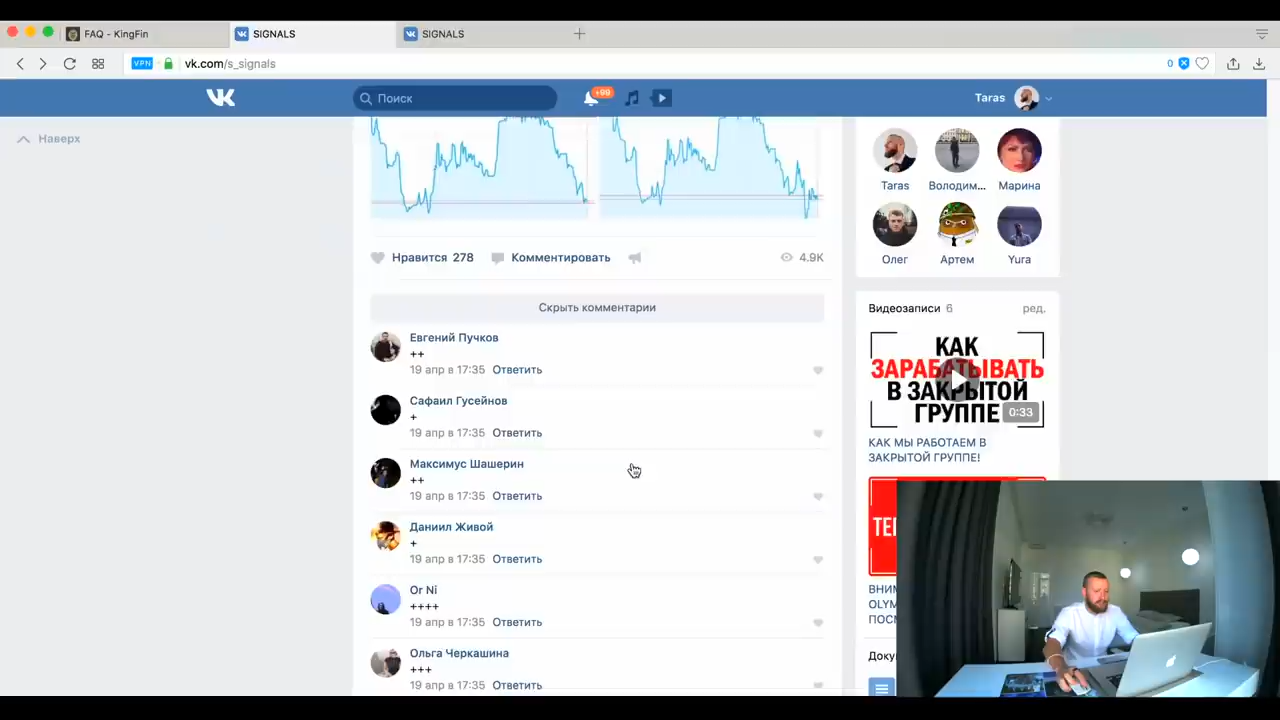 FAQ - KingFin
SIGNALS
SIGNALS
VPN
vk.com/s_signals
0
Поиск
+99
Taras
Наверх
Taras
Володим...
Марина
Олег
Артем
Yura
Нравится 278
Комментировать
4.9K
Скрыть комментарии
Евгений Пучков
++
19 апр в 17:35 Ответить
Сафаил Гусейнов
+
19 апр в 17:35 Ответить
Максимус Шашерин
++
19 апр в 17:35 Ответить
Даниил Живой
+
19 апр в 17:35 Ответить
Or Ni
++++
19 апр в 17:35 Ответить
Ольга Черкашина
+++
19 апр в 17:35 Ответить
Видеозаписи 6
ред.
КАК
ЗАРАБАТЫВАТЬ
В ЗАКРЫТОЙ
ГРУППЕ
0:33
КАК МЫ РАБОТАЕМ В
ЗАКРЫТОЙ ГРУППЕ!
ТЕ
ВНИМ
OLYM
ПОС
Доку